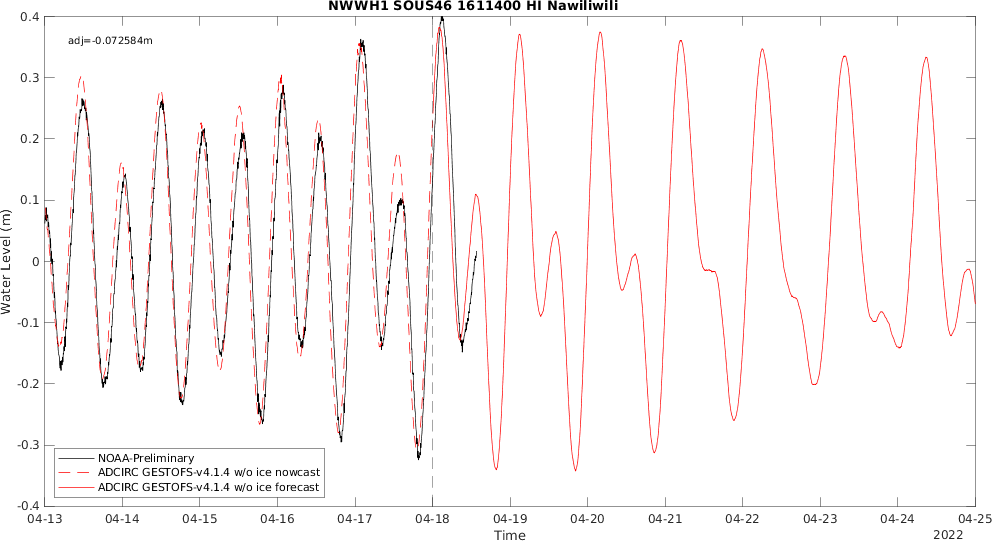 NWWH1 SOUS46 1611400 HI Nawiliwili
adj=-0.072584m
0.4
0.3
0.2
0.1
0
-0.1
-0.2
-0.3
-0.4
Water Level (m)
NOAA-Preliminary
ADCIRC GESTOFS-v4.1.4 w/o ice nowcast
ADCIRC GESTOFS-v4.1.4 w/o ice forecast
04-13 04-14 04-15 04-16 04-17 04-18 04-19 04-20 04-21 04-22 04-23 04-24 04-25
Time
2022